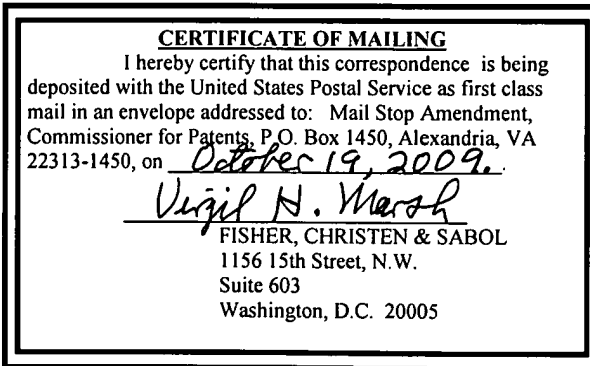 CERTIFICATE OF MAILING
I hereby certify that this correspondence is being
deposited with the United States Postal Service as first class
mail in an envelope addressed to: Mail Stop Amendment,
Commissioner for Patents, P.O. Box 1450, Alexandria, VA
22313-1450, on October 19, 2009.
Virgil H. Marsh
FISHER, CHRISTEN & SABOL
1156 15th Street, N.W.
Suite 603
Washington, D.C. 20005